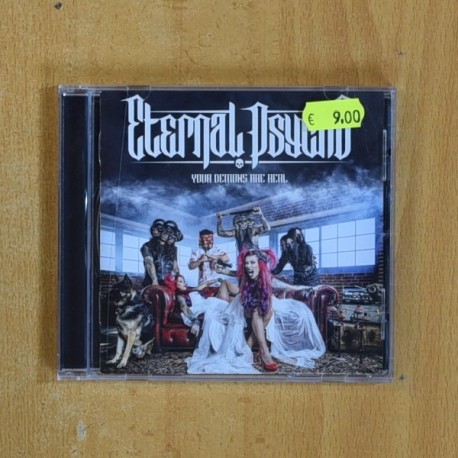 Eternal Psycho
€ 9.00
YOUR DEMONS ARE REAL